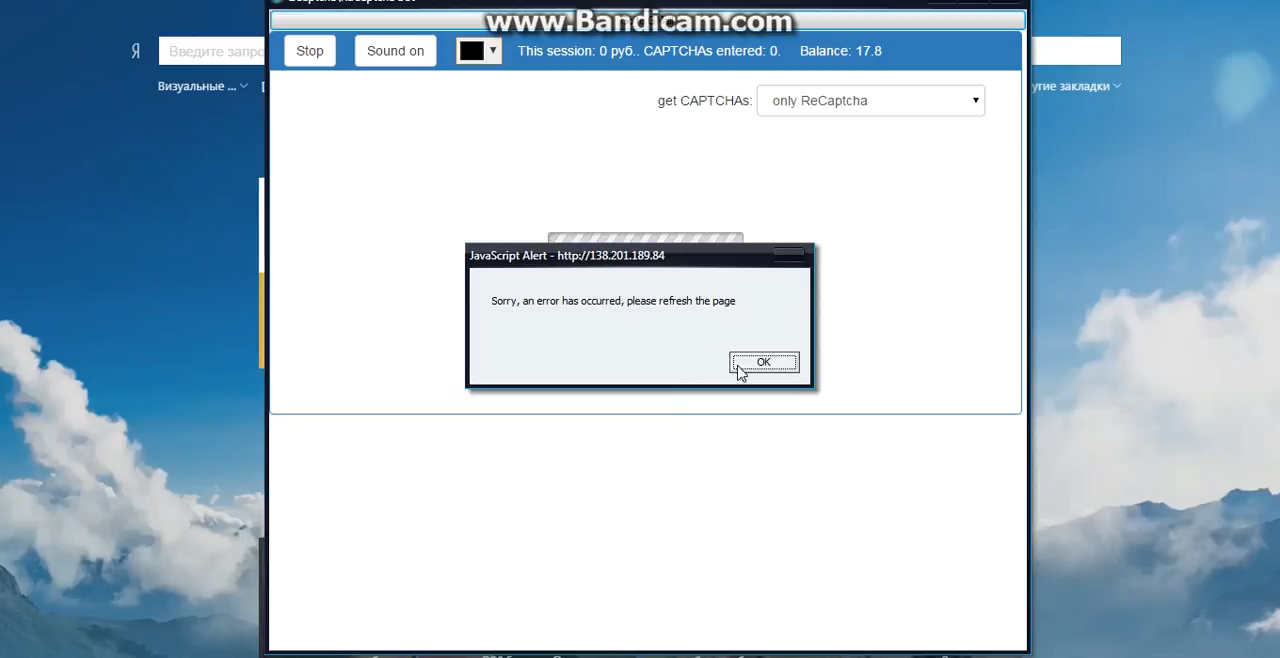 www.Bandicam.com
Я
Введите запро
Stop
Sound on
This session: 0 руб.. CAPTCHAs entered: 0.
Balance: 17.8
Визуальные ...
закладки
get CAPTCHAs:
only ReCaptcha
JavaScript Alert - http://138.201.189.84
Sorry, an error has occurred, please refresh the page
OK